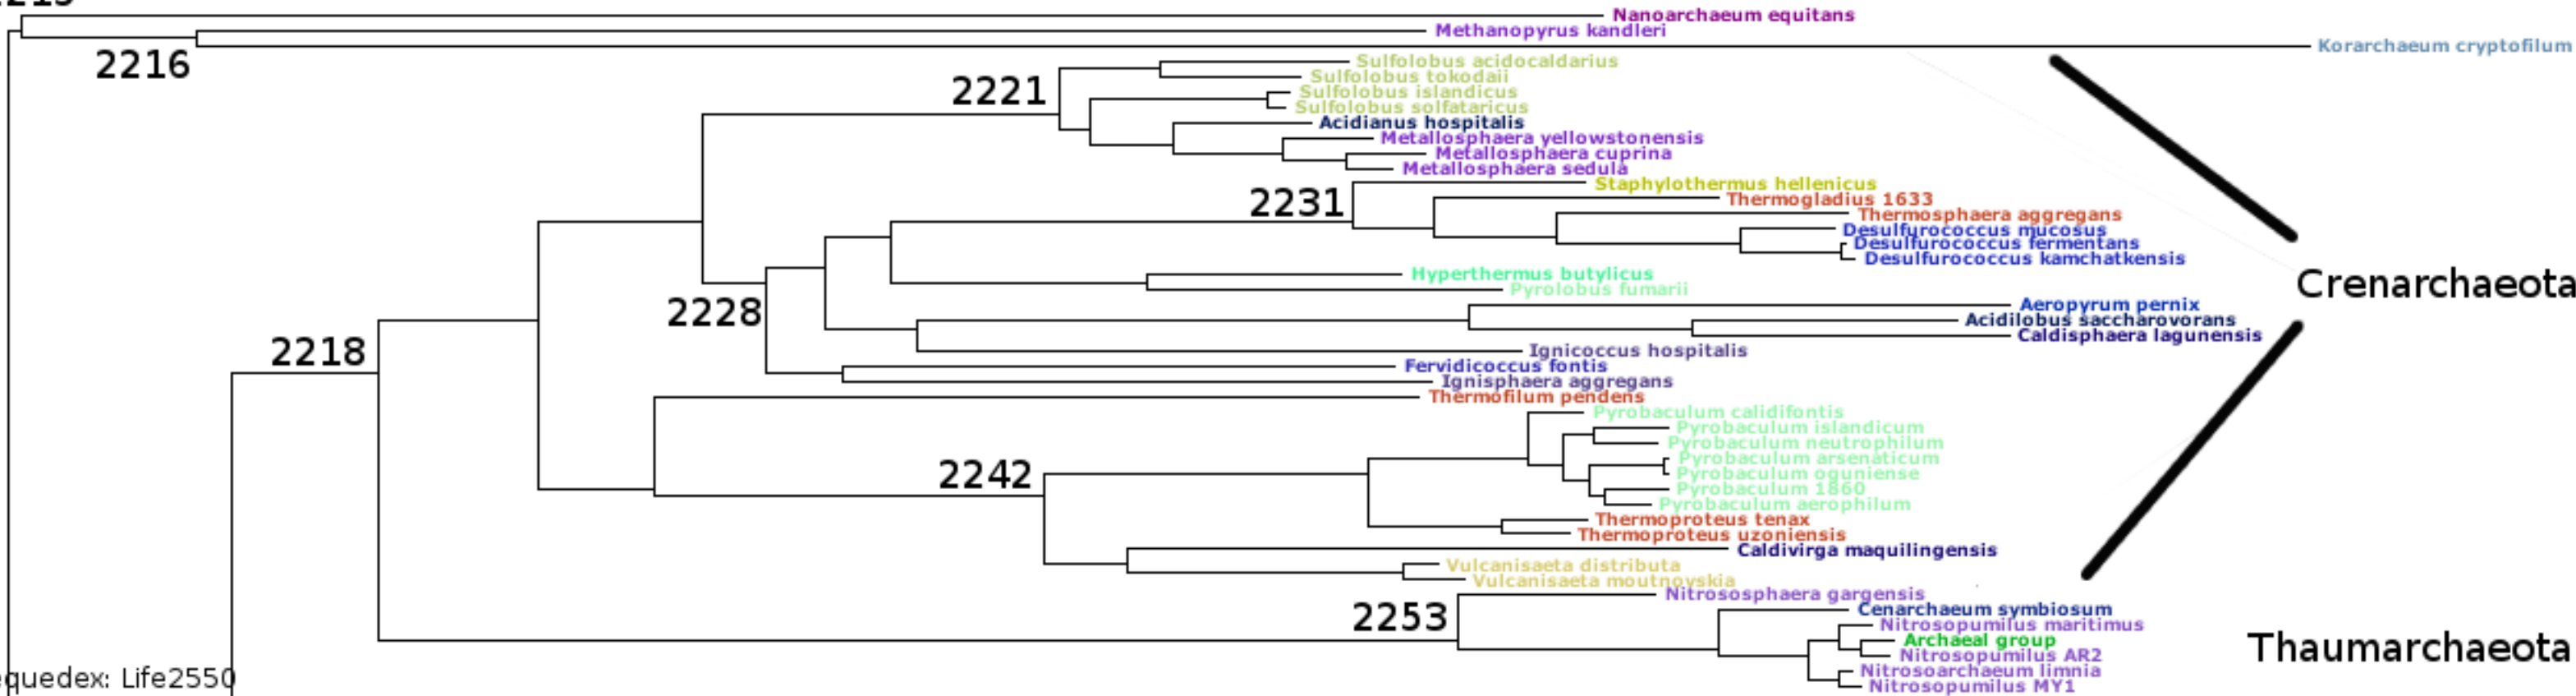 Nanoarchaeum equitans
Methanopyrus kandleri
Korarchaeum cryptofilum
2216
Sulfolobus acidocaldarius
Sulfolobus tokodaii
2221
Sulfolobus islandicus
Sulfolobus solfataricus
Acidianus hospitalis
Metallosphaera yellowstonensis
Metallosphaera cuprina
Metallosphaera sedula
Staphylothermus hellenicus
2231
Thermogladius 1633
Thermosphaera aggregans
Desulfurococcus mucosus
Desulfurococcus fermentans
Desulfurococcus kamchatkensis
Hyperthermus butylicus
Crenarchaeota
Pyrolobus fumarii
Aeropyrum pernix
2228
Acidilobus saccharovorans
Caldisphaera lagunensis
2218
Ignicoccus hospitalis
Fervidicoccus fontis
Ignisphaera aggregans
Thermofilum pendens
Pyrobaculum calidifontis
Pyrobaculum islandicum
Pyrobaculum neutrophilum
Pyrobaculum arsenaticum
2242
Pyrobaculum oguniense
Pyrobaculum 1860
Pyrobaculum aerophilum
Thermoproteus tenax
Thermoproteus uzoniensis
Caldivirga maquilingensis
Vulcanisaeta distributa
Vulcanisaeta moutnovskia
Nitrososphaera gargensis
Cenarchaeum symbiosum
2253
Nitrosopumilus maritimus
Archaeal group
Thaumarchaeota
Nitrosopumilus AR2
Nitrosoarchaeum limnia
equedex: Life2550
Nitrosopumilus MY1